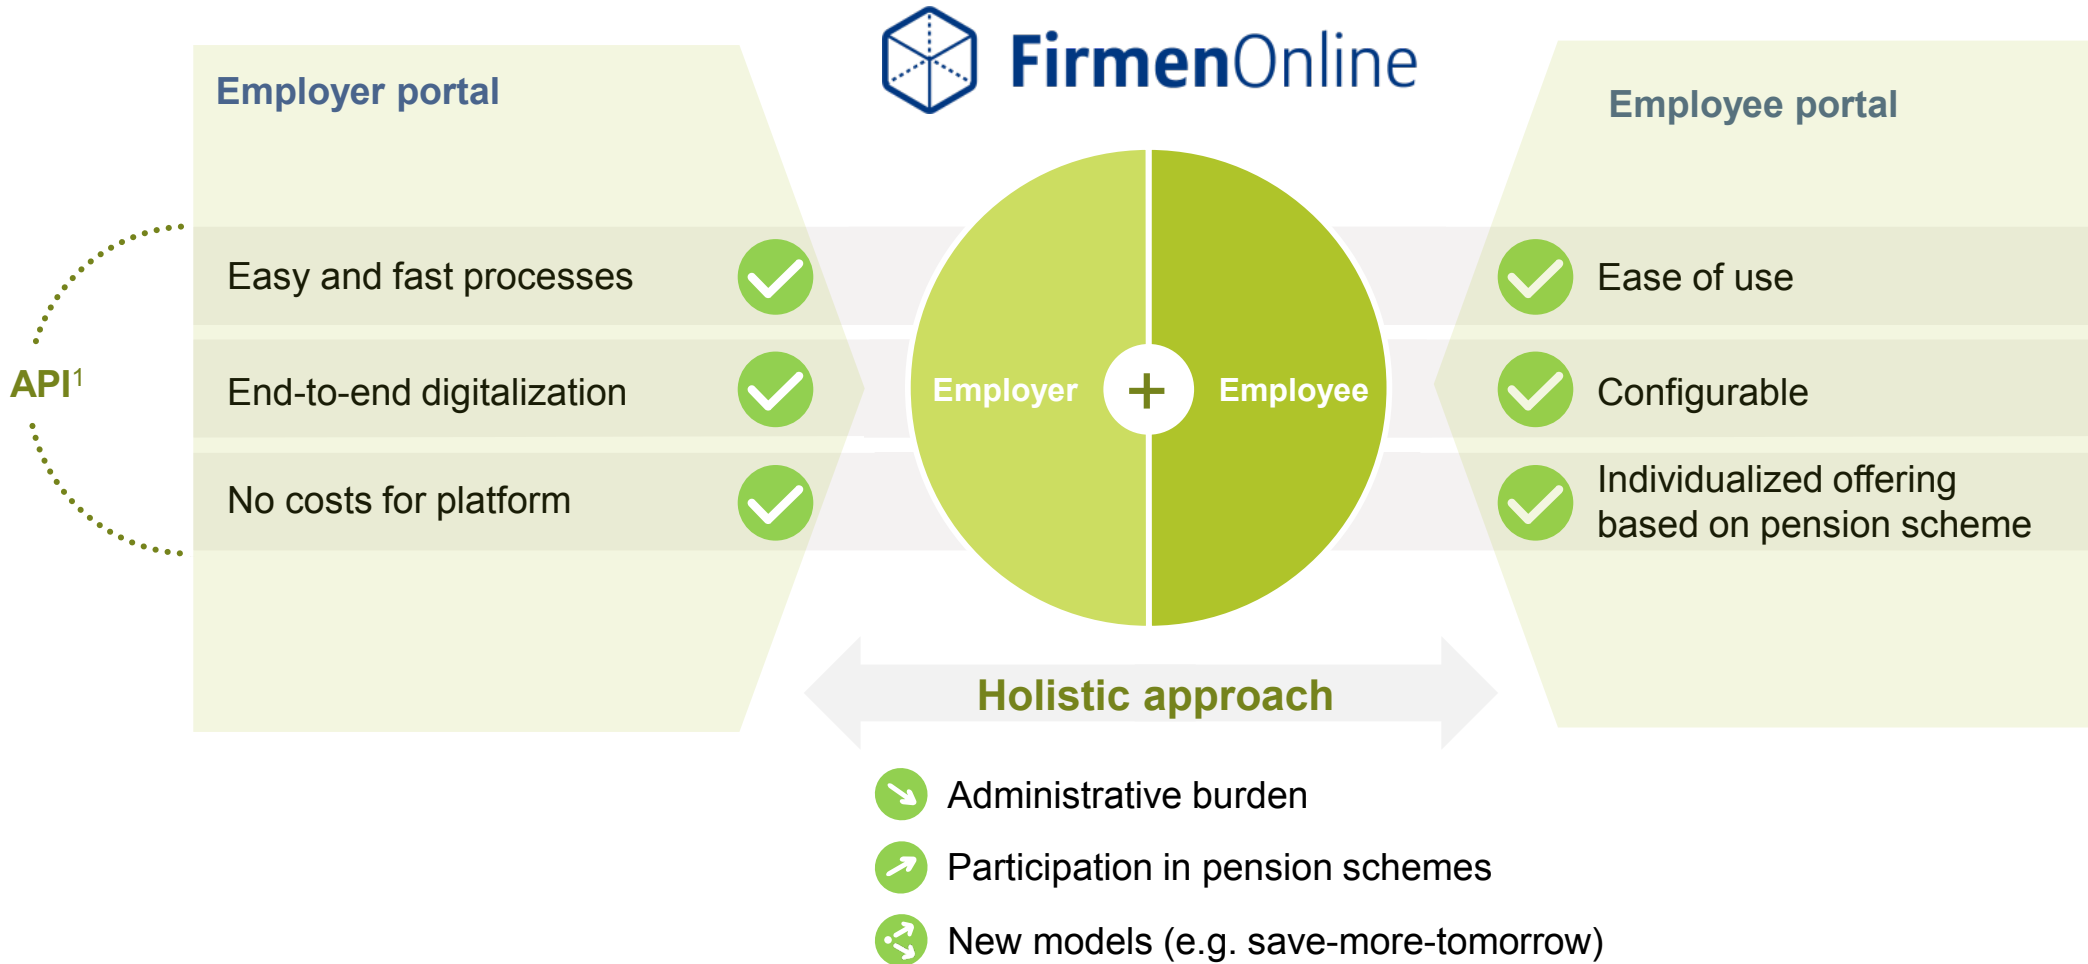 FirmenOnline
Employer portal
Employee portal
API¹
Easy and fast processes
End-to-end digitalization
No costs for platform
Employer
+
Employee
Ease of use
Configurable
Individualized offering
based on pension scheme
Holistic approach
Administrative burden
Participation in pension schemes
New models (e.g. save-more-tomorrow)